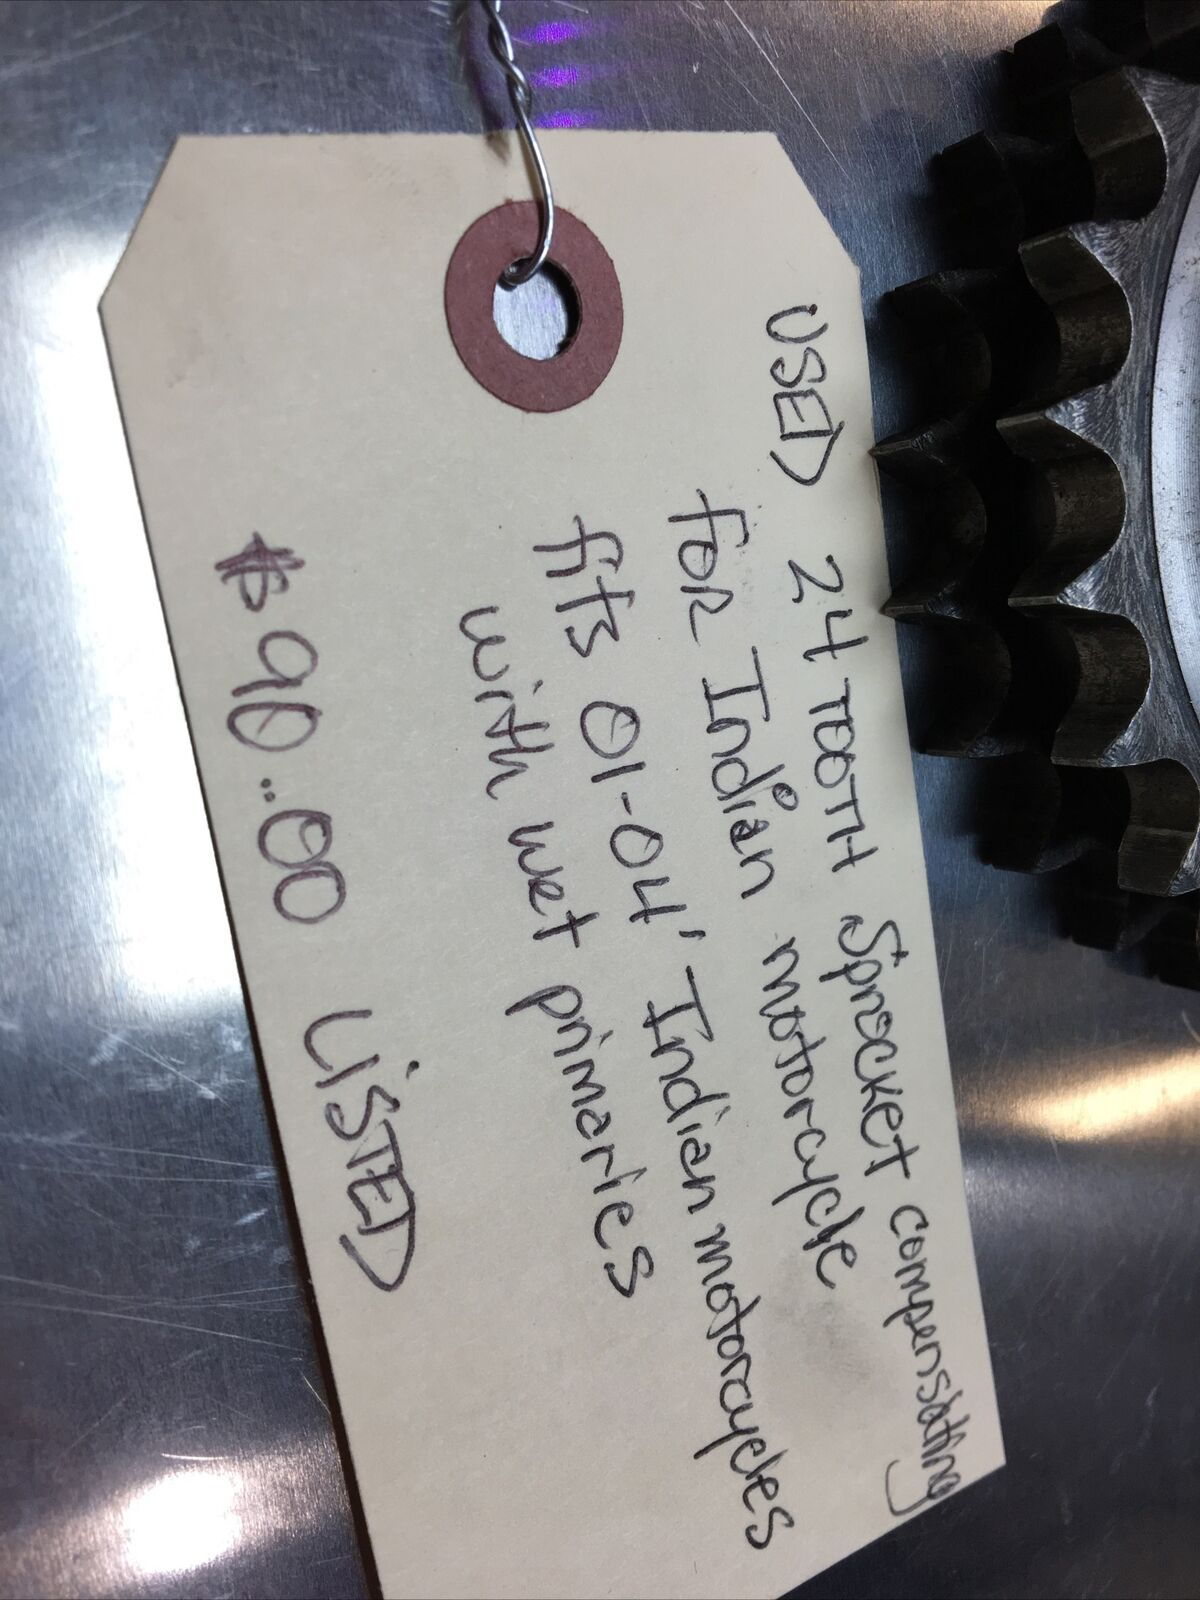 USED 24 TOOTH Sprocket compensating
for Indian motorcycle
fits 01-04' Indian motorcycles
with wet primaries
$90.00 LiSTED